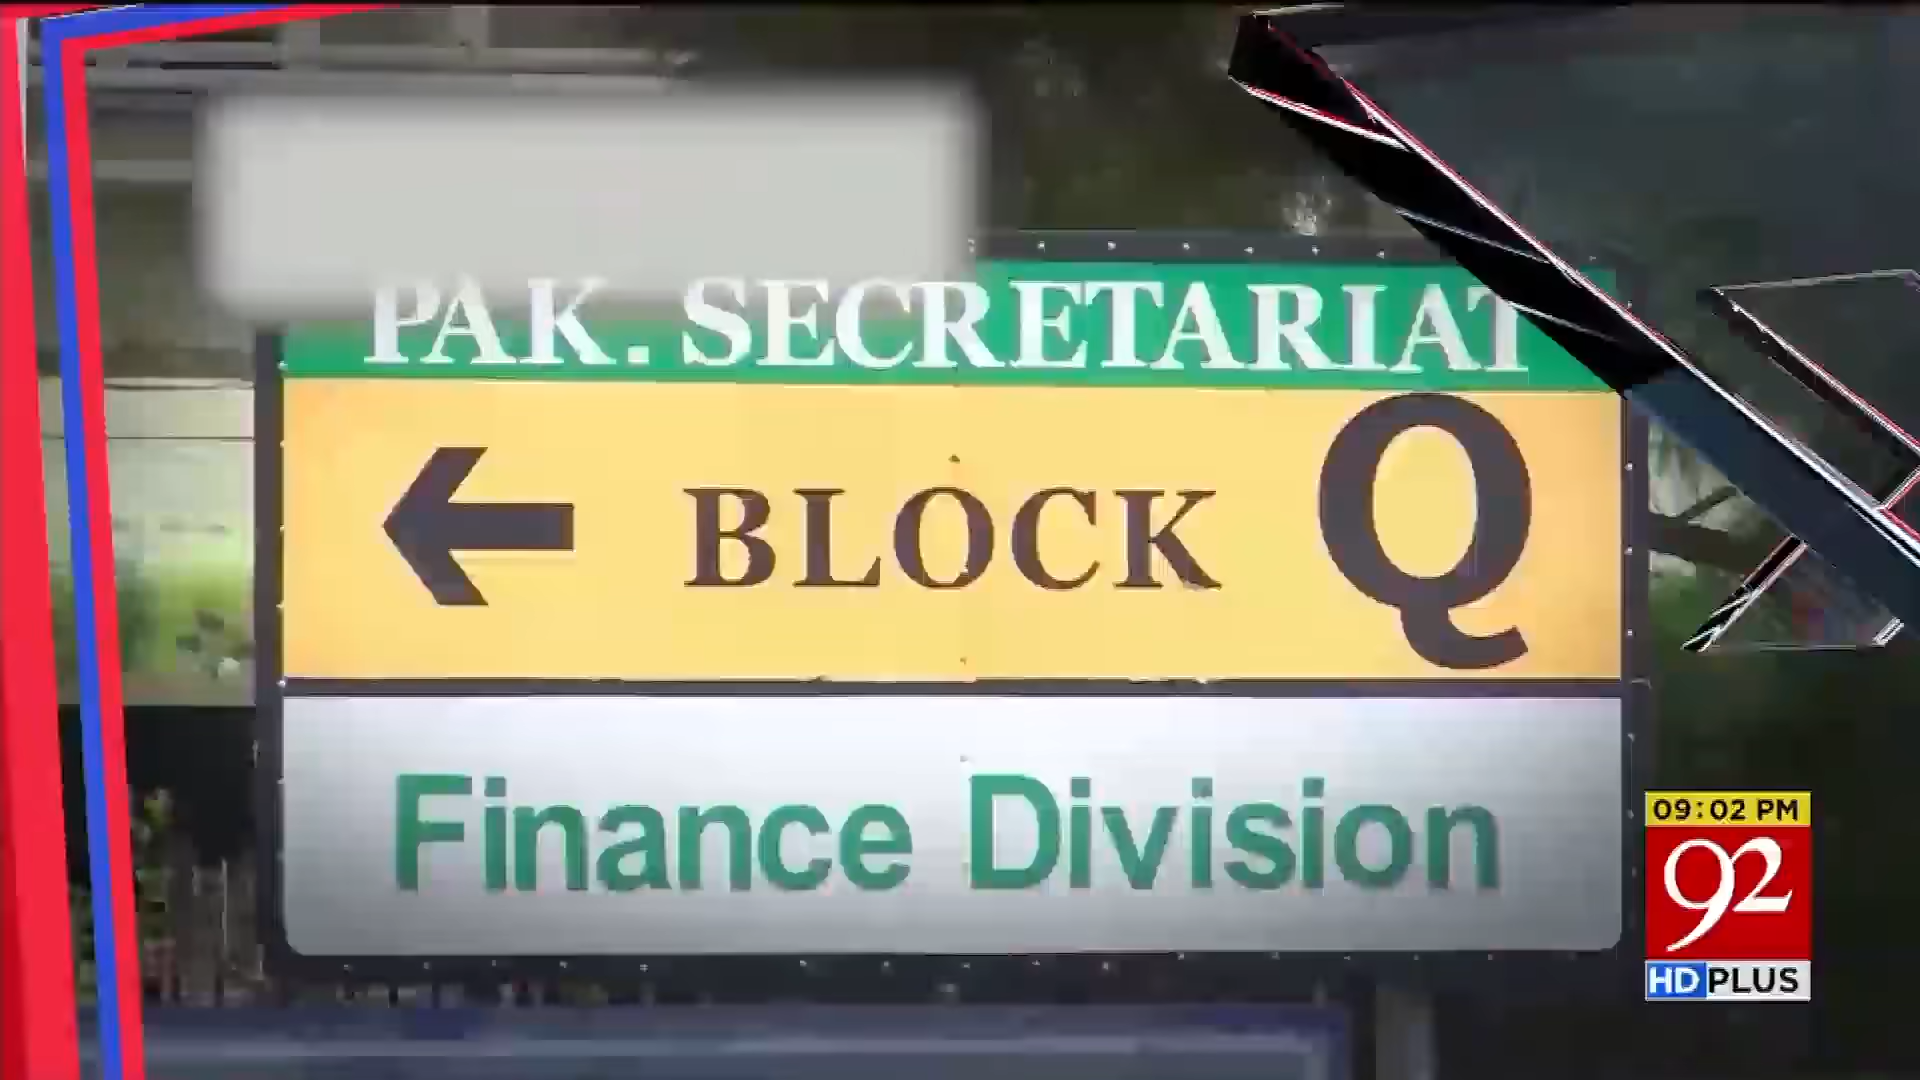 PAK. SECRETARIAT
BLOCK Q
Finance Division
09:02 PM
92
HD PLUS